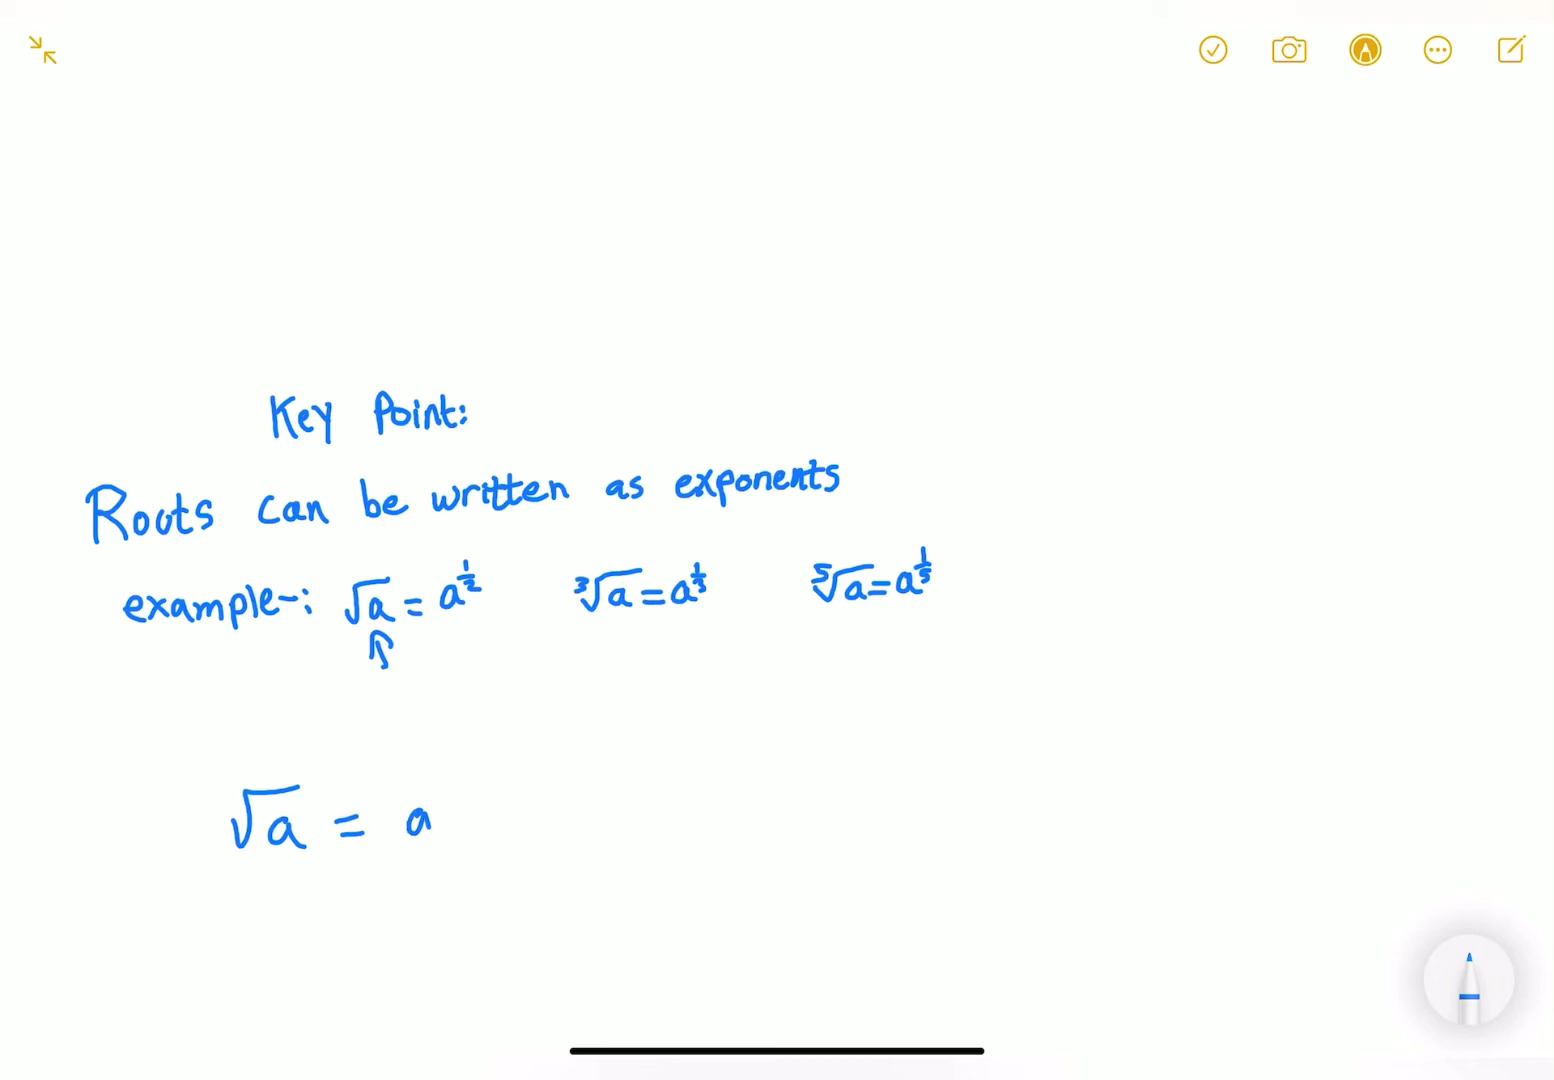 Key Point:
Roots can be written as exponents
example-: √a = a^{1/2} ∛a = a^{1/3} ⁵√a = a^{1/5}
√a = a